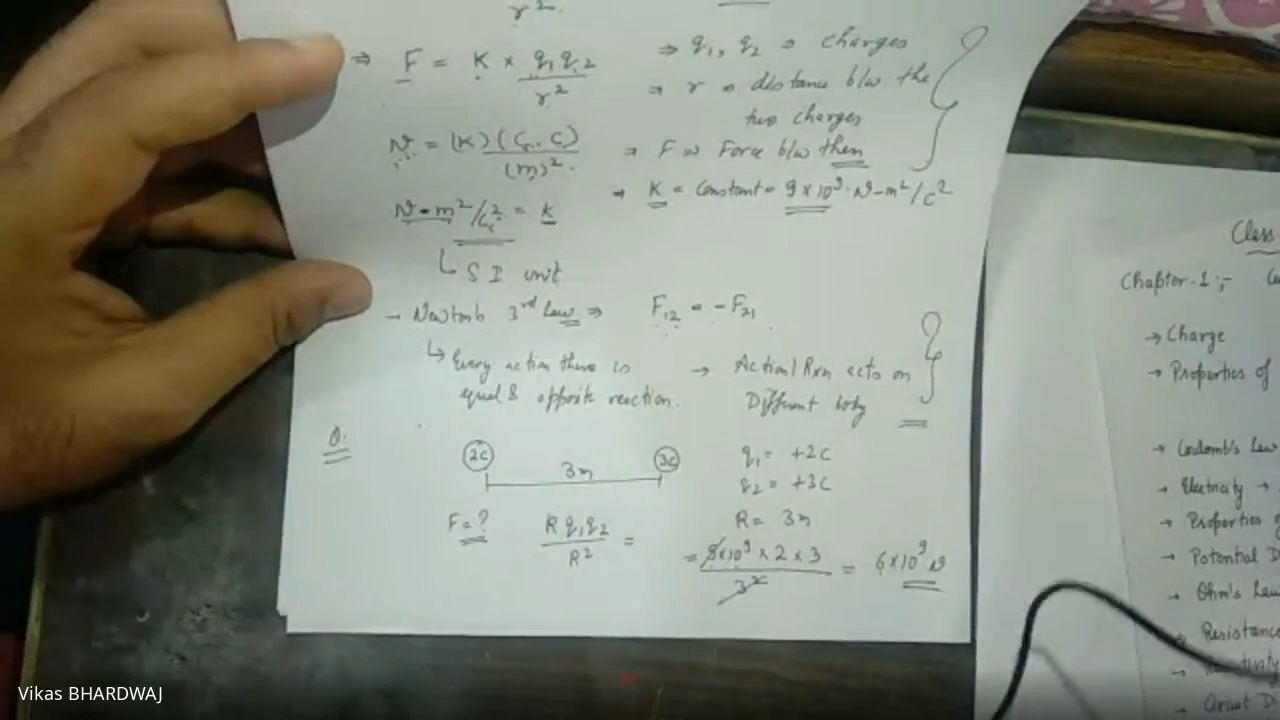 r².
⇒ F = K × q₁q₂ / r²
⇒ q₁, q₂ ⇒ charges
⇒ r ⇒ distance b/w the
two charges
N = (K) (C. C) / (m)².
⇒ F ⇒ Force b/w them
⇒ K = Constant = 9 × 10⁹ · N-m²/c²
N-m²/C² = K
↳ SI unit
→ Newton's 3rd Law ⇒ F₁₂ = -F₂₁
↳ Every action there is
equal & opposite reaction.
→ Action/Rxn acts on
Different body
Q.
2C 3m 3C
q₁ = +2C
q₂ = +3C
R = 3m
F = ? K q₁q₂ / R² =
= 9×10⁹ × 2 × 3 / 3² = 6×10⁹ N
Class
Chapter-1:-
→ Charge
→ Properties of
→ Coulomb's Law
→ Electricity →
→ Properties of
→ Potential D
→ Ohm's Law
→ Resistance
→ Circuit D
Vikas BHARDWAJ